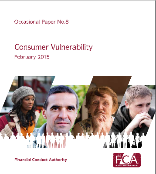 Occasional Paper No.8
Consumer Vulnerability
February 2015
Financial Conduct Authority
FCA